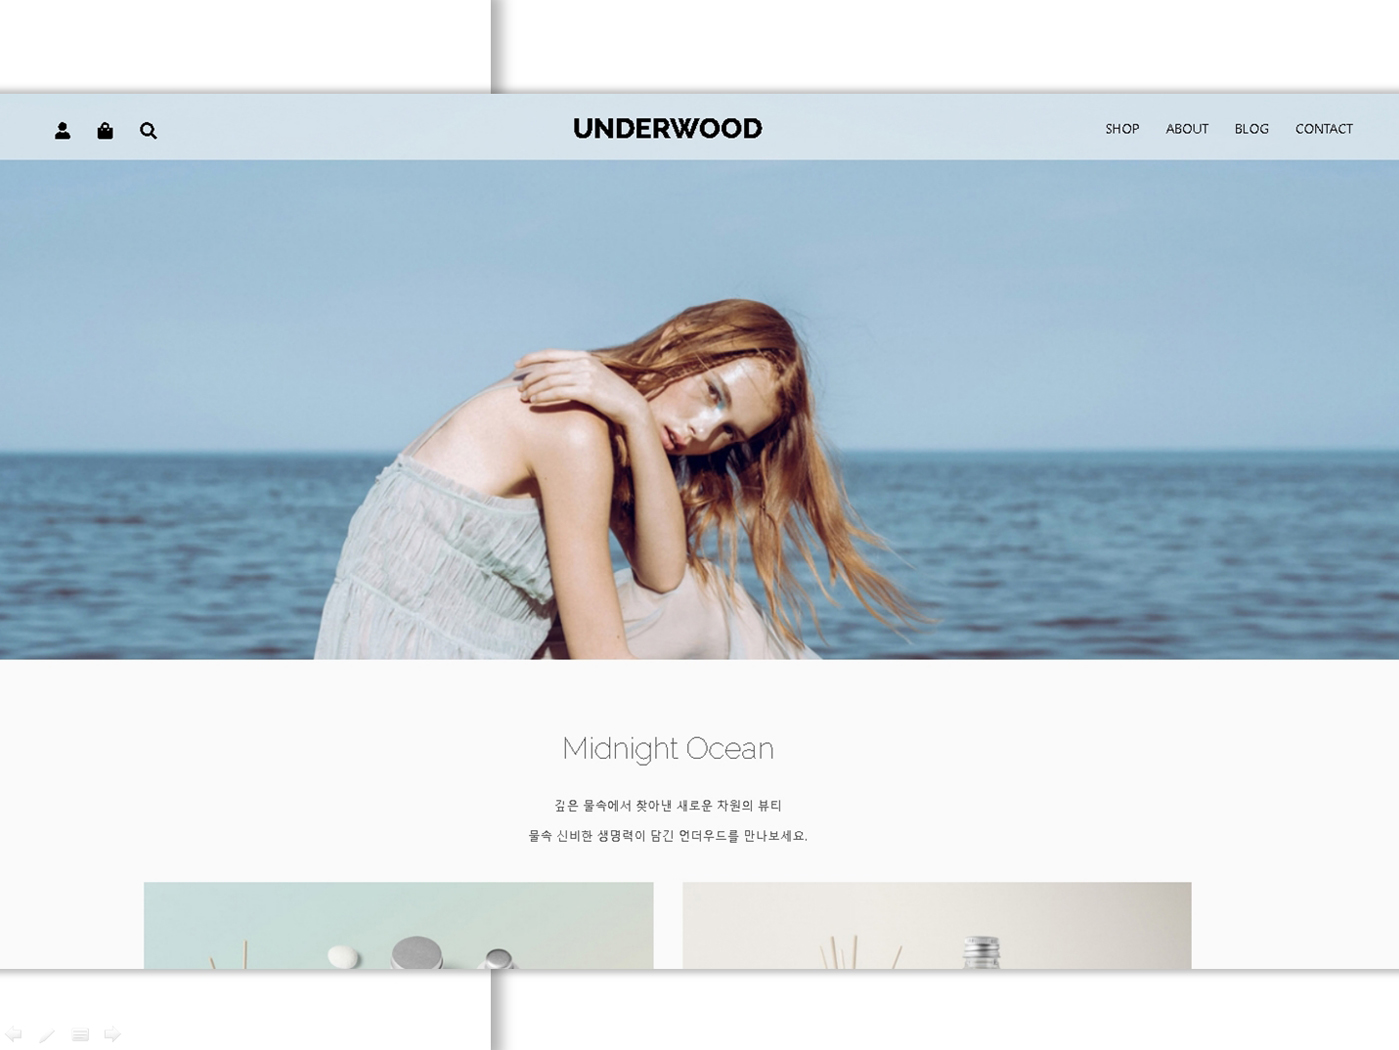 UNDERWOOD
SHOP ABOUT BLOG CONTACT
Midnight Ocean
깊은 물속에서 찾아낸 새로운 차원의 뷰티
물속 신비한 생명력이 담긴 언더우드를 만나보세요.